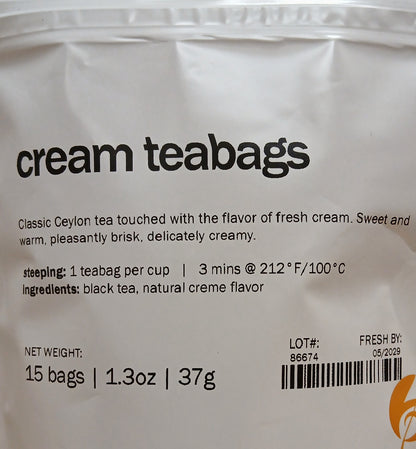 cream teabags
Classic Ceylon tea touched with the flavor of fresh cream. Sweet and
warm, pleasantly brisk, delicately creamy.
steeping: 1 teabag per cup | 3 mins @ 212°F/100°C
ingredients: black tea, natural creme flavor
NET WEIGHT:
15 bags | 1.3oz | 37g
LOT#:
86674
FRESH BY:
05/2029